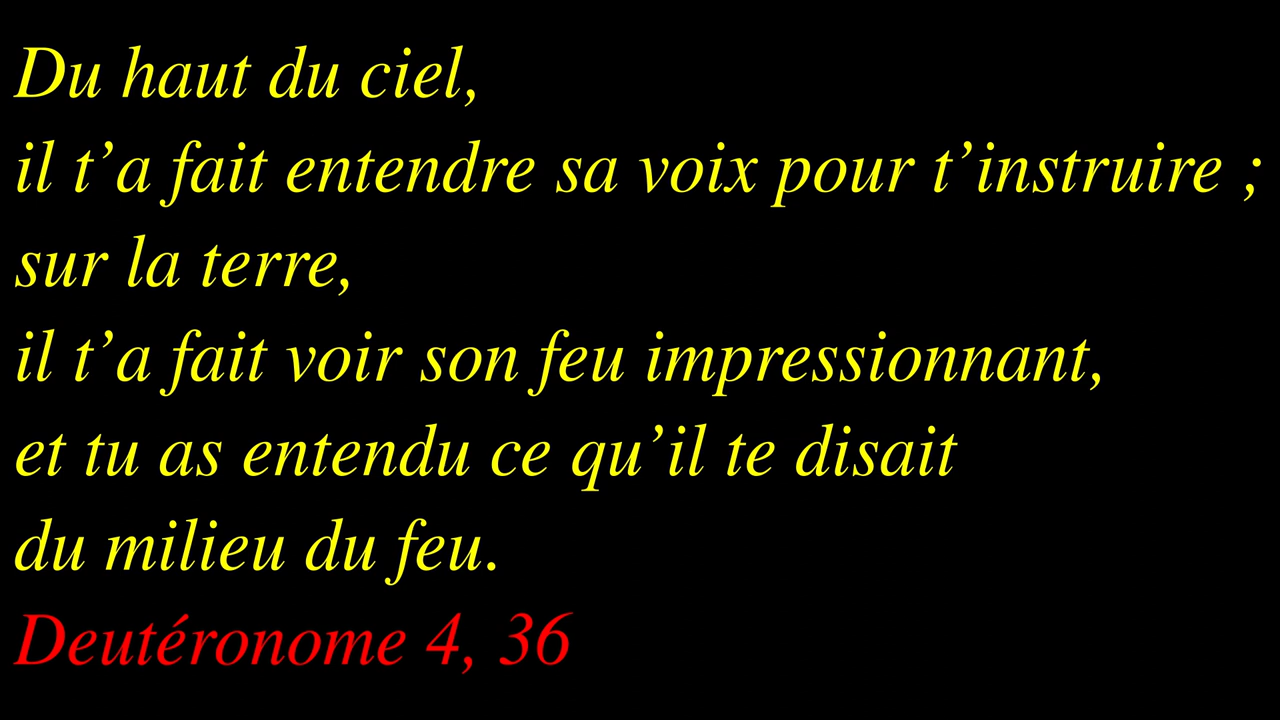 Du haut du ciel,
il t’a fait entendre sa voix pour t’instruire ;
sur la terre,
il t’a fait voir son feu impressionnant,
et tu as entendu ce qu’il te disait
du milieu du feu.
Deutéronome 4, 36